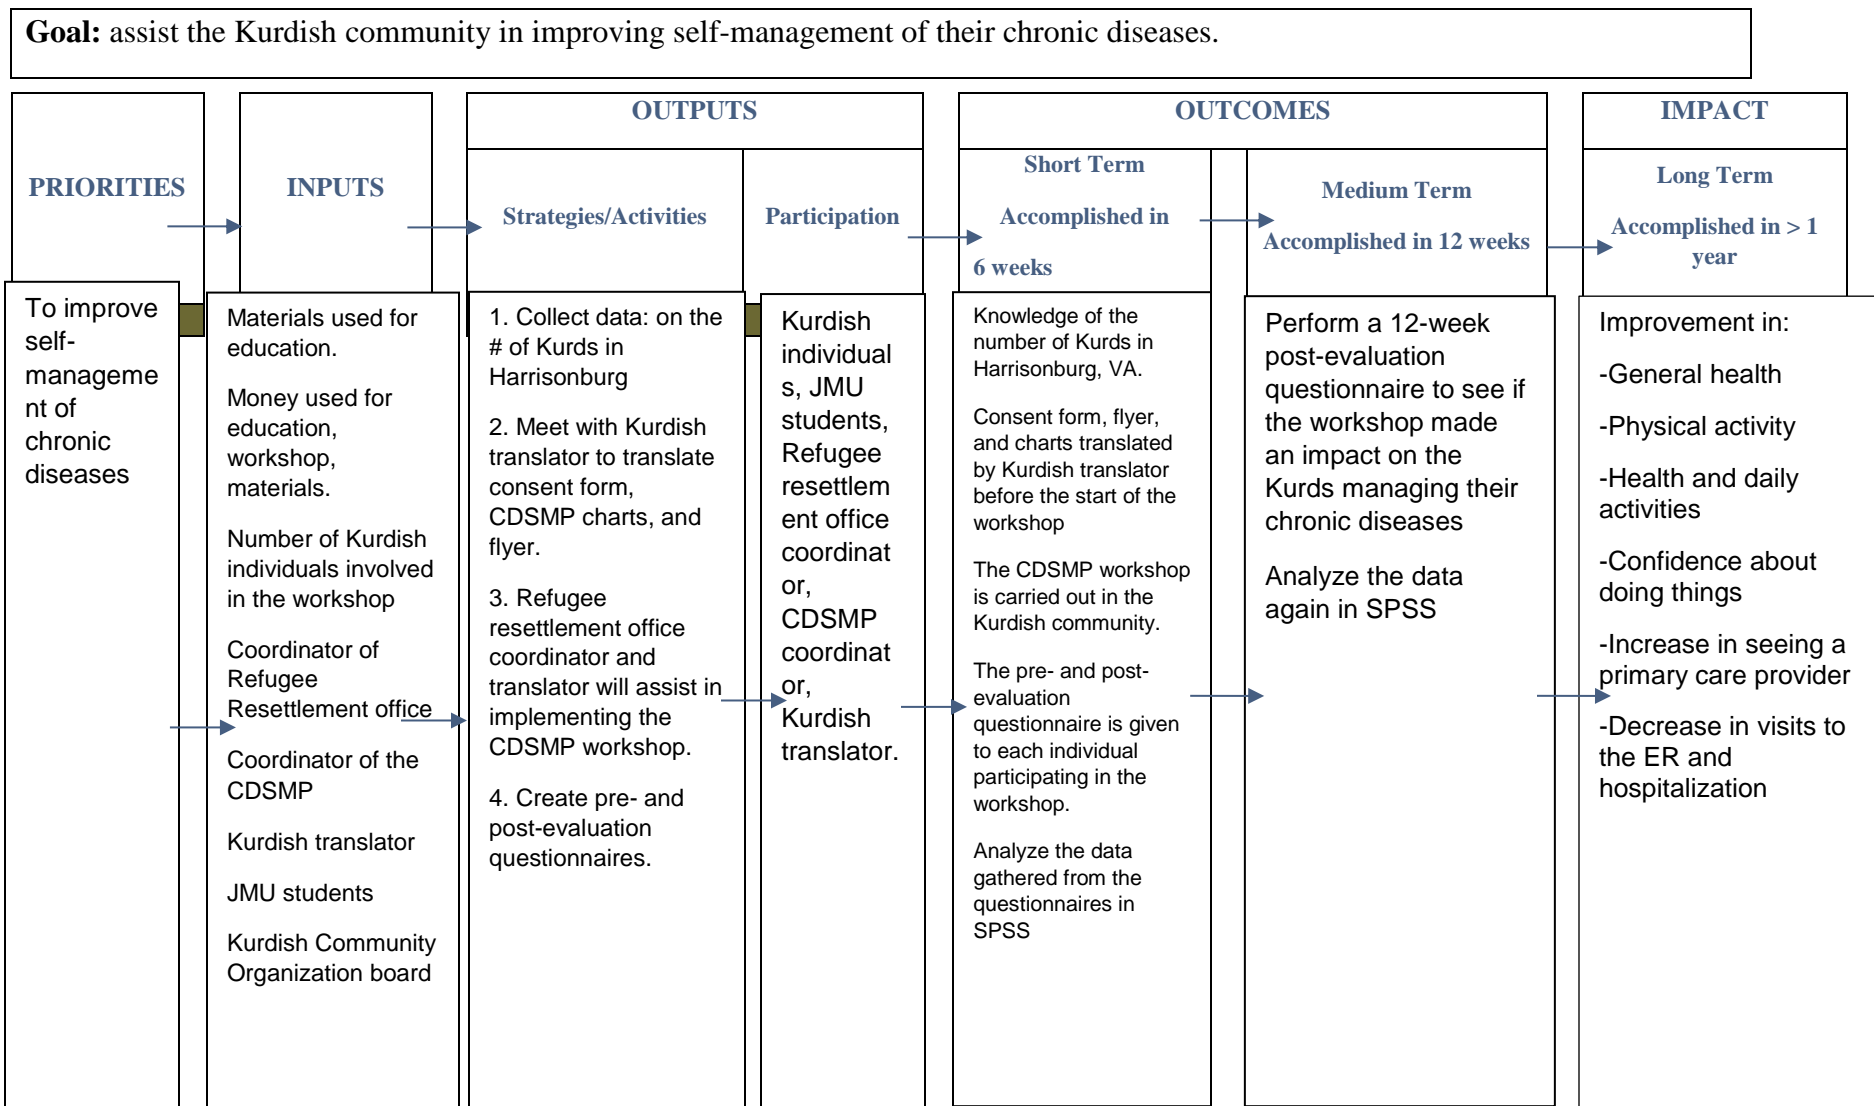 Goal: assist the Kurdish community in improving self-management of their chronic diseases.
PRIORITIES
INPUTS
OUTPUTS
Strategies/Activities
Participation
OUTCOMES
Short Term
Accomplished in
6 weeks
Medium Term
Accomplished in 12 weeks
IMPACT
Long Term
Accomplished in > 1
year
To improve
self-
manageme
nt of
chronic
diseases
Materials used for
education.
Money used for
education,
workshop,
materials.
Number of Kurdish
individuals involved
in the workshop
Coordinator of
Refugee
Resettlement office
Coordinator of the
CDSMP
Kurdish translator
JMU students
Kurdish Community
Organization board
1. Collect data: on the
# of Kurds in
Harrisonburg
2. Meet with Kurdish
translator to translate
consent form,
CDSMP charts, and
flyer.
3. Refugee
resettlement office
coordinator and
translator will assist in
implementing the
CDSMP workshop.
4. Create pre- and
post-evaluation
questionnaires.
Kurdish
individual
s, JMU
students,
Refugee
resettlem
ent office
coordinat
or,
CDSMP
coordinat
or,
Kurdish
translator.
Knowledge of the
number of Kurds in
Harrisonburg, VA.
Consent form, flyer,
and charts translated
by Kurdish translator
before the start of the
workshop
The CDSMP workshop
is carried out in the
Kurdish community.
The pre- and post-
evaluation
questionnaire is given
to each individual
participating in the
workshop.
Analyze the data
gathered from the
questionnaires in
SPSS
Perform a 12-week
post-evaluation
questionnaire to see if
the workshop made
an impact on the
Kurds managing their
chronic diseases
Analyze the data
again in SPSS
Improvement in:
-General health
-Physical activity
-Health and daily
activities
-Confidence about
doing things
-Increase in seeing a
primary care provider
-Decrease in visits to
the ER and
hospitalization